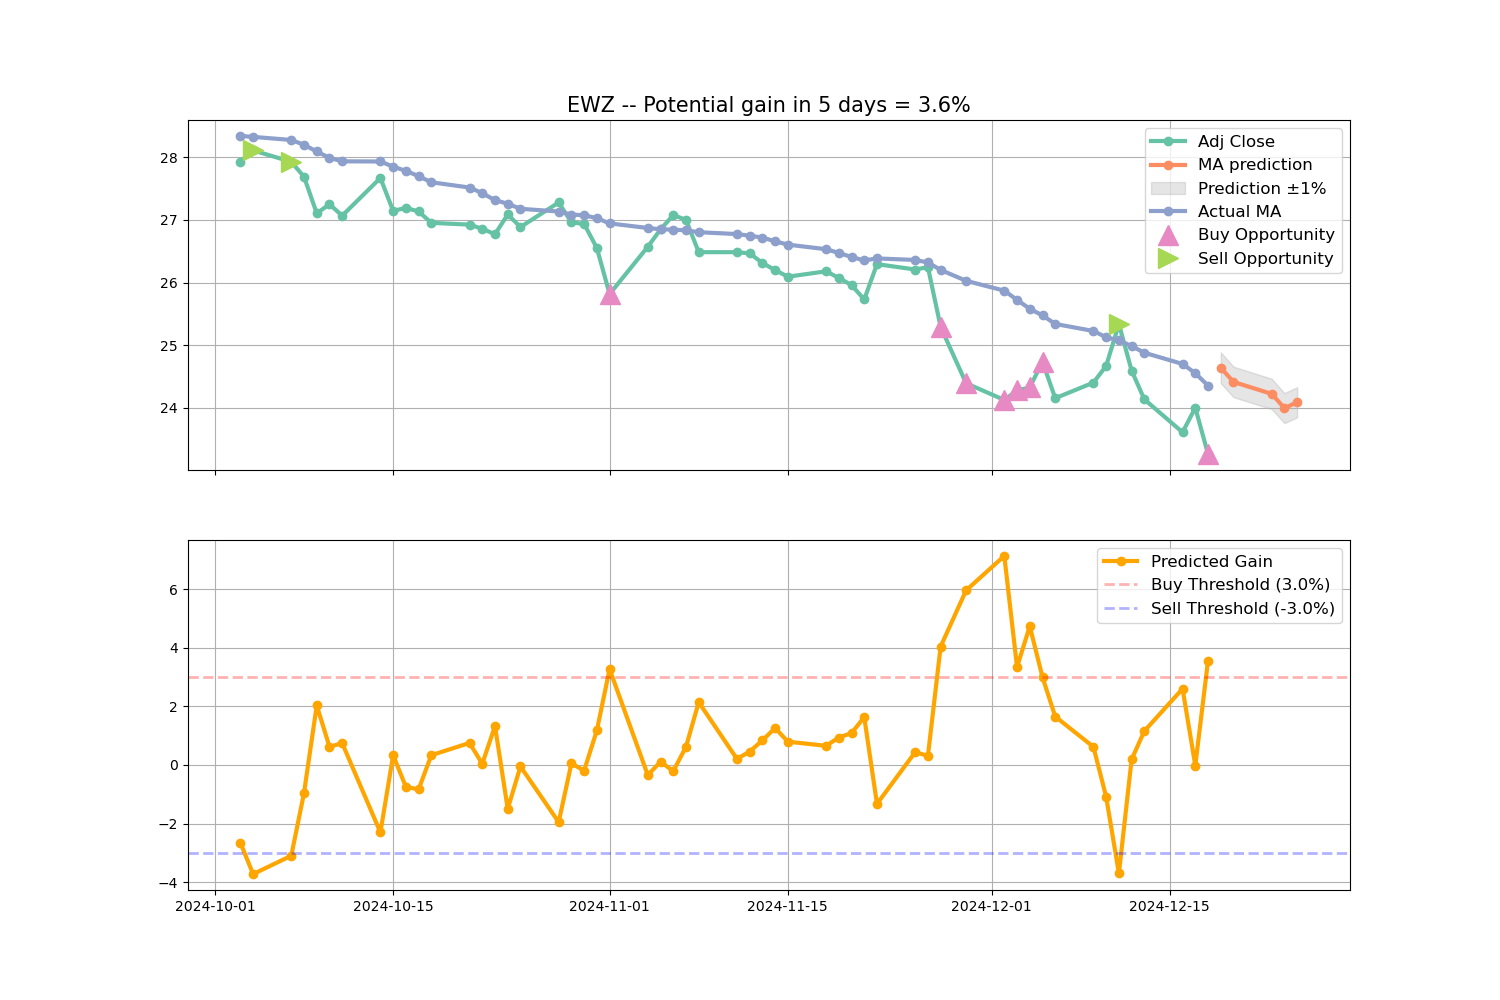 EWZ -- Potential gain in 5 days = 3.6%
28
27
26
25
24
Adj Close
MA prediction
Prediction ±1%
Actual MA
Buy Opportunity
Sell Opportunity
6
4
2
0
−2
−4
Predicted Gain
Buy Threshold (3.0%)
Sell Threshold (-3.0%)
2024-10-01 2024-10-15 2024-11-01 2024-11-15 2024-12-01 2024-12-15